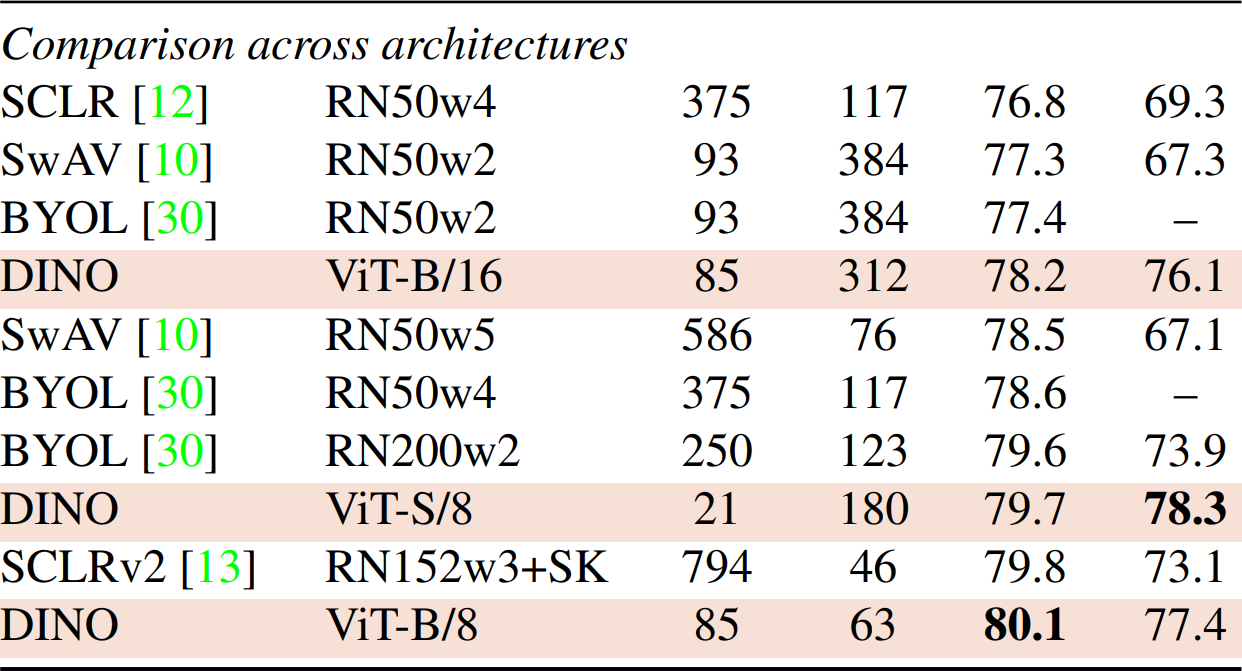 Comparison across architectures
SCLR [12] RN50w4 375 117 76.8 69.3
SwAV [10] RN50w2 93 384 77.3 67.3
BYOL [30] RN50w2 93 384 77.4 –
DINO ViT-B/16 85 312 78.2 76.1
SwAV [10] RN50w5 586 76 78.5 67.1
BYOL [30] RN50w4 375 117 78.6 –
BYOL [30] RN200w2 250 123 79.6 73.9
DINO ViT-S/8 21 180 79.7 78.3
SCLRv2 [13] RN152w3+SK 794 46 79.8 73.1
DINO ViT-B/8 85 63 80.1 77.4